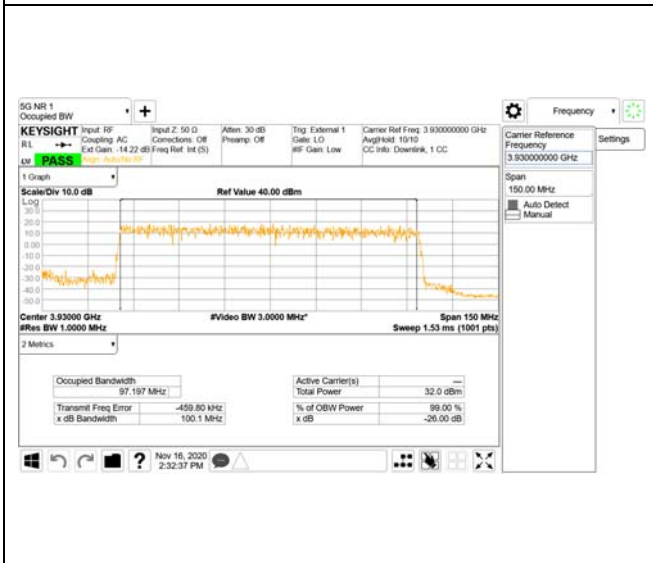 5G NR 1
Occupied BW
+
Frequency
KEYSIGHT
RL
LXI
PASS
Input: RF
Coupling: AC
Ext Gain: -14.22 dB
Align: Auto/No RF
Input Z: 50 Ω
Corrections: Off
Freq Ref: Int (S)
Atten: 30 dB
Preamp: Off
Trig: External 1
Gate: LO
#IF Gain: Low
Carrier Ref Freq: 3.930000000 GHz
Avg|Hold: 10/10
CC Info: Downlink, 1 CC
Carrier Reference
Frequency
3.930000000 GHz
Settings
Span
150.00 MHz
Auto Detect
Manual
1 Graph
Scale/Div 10.0 dB
Ref Value 40.00 dBm
Log
30.0
20.0
10.0
0.00
-10.0
-20.0
-30.0
-40.0
-50.0
Center 3.93000 GHz
#Video BW 3.0000 MHz*
Span 150 MHz
#Res BW 1.0000 MHz
Sweep 1.53 ms (1001 pts)
2 Metrics
Occupied Bandwidth
97.197 MHz
Active Carrier(s)
---
Total Power
32.0 dBm
Transmit Freq Error
-459.80 kHz
% of OBW Power
99.00 %
x dB Bandwidth
100.1 MHz
x dB
-26.00 dB
?
Nov 16, 2020
2:32:37 PM